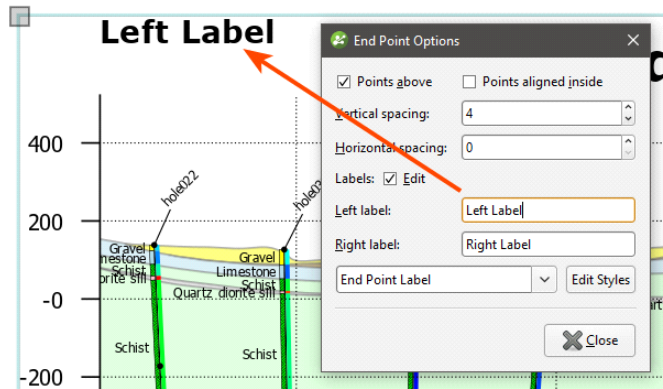 Left Label
End Point Options
Points above
Points aligned inside
Vertical spacing:
4
Horizontal spacing:
0
Labels: Edit
Left label:
Left Label
Right label:
Right Label
End Point Label
Edit Styles
Close
400
200
-0
-200
hole022
Gravel
Schist
Gravel
Limestone
Schist
Quartz diorite sill
Schist
Schist